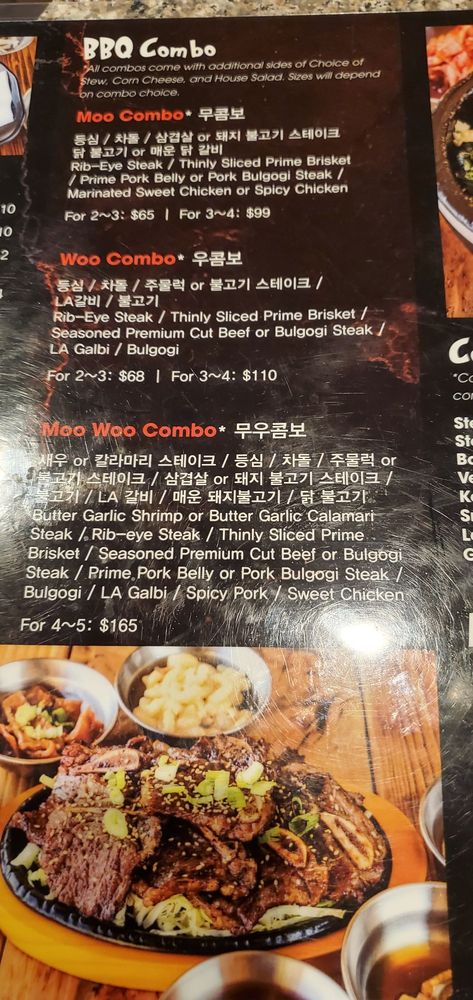 BBQ Combo
*All combos come with additional sides of Choice of
Stew, Corn Cheese, and House Salad. Sizes will depend
on combo choice.
Moo Combo* 무콤보
등심 / 차돌 / 삼겹살 or 돼지 불고기 스테이크
닭 불고기 or 매운 닭 갈비
Rib-Eye Steak / Thinly Sliced Prime Brisket
/ Prime Pork Belly or Pork Bulgogi Steak /
Marinated Sweet Chicken or Spicy Chicken
For 2~3: $65 | For 3~4: $99
Woo Combo* 우콤보
등심 / 차돌 / 주물럭 or 불고기 스테이크 /
LA갈비 / 불고기
Rib-Eye Steak / Thinly Sliced Prime Brisket /
Seasoned Premium Cut Beef or Bulgogi Steak /
LA Galbi / Bulgogi
For 2~3: $68 | For 3~4: $110
Moo Woo Combo* 무우콤보
새우 or 칼라마리 스테이크 / 등심 / 차돌 / 주물럭 or
불고기 스테이크 / 삼겹살 or 돼지 불고기 스테이크 /
불고기 / LA 갈비 / 매운 돼지불고기 / 닭 불고기
Butter Garlic Shrimp or Butter Garlic Calamari
Steak / Rib-eye Steak / Thinly Sliced Prime
Brisket / Seasoned Premium Cut Beef or Bulgogi
Steak / Prime Pork Belly or Pork Bulgogi Steak /
Bulgogi / LA Galbi / Spicy Pork / Sweet Chicken
For 4~5: $165